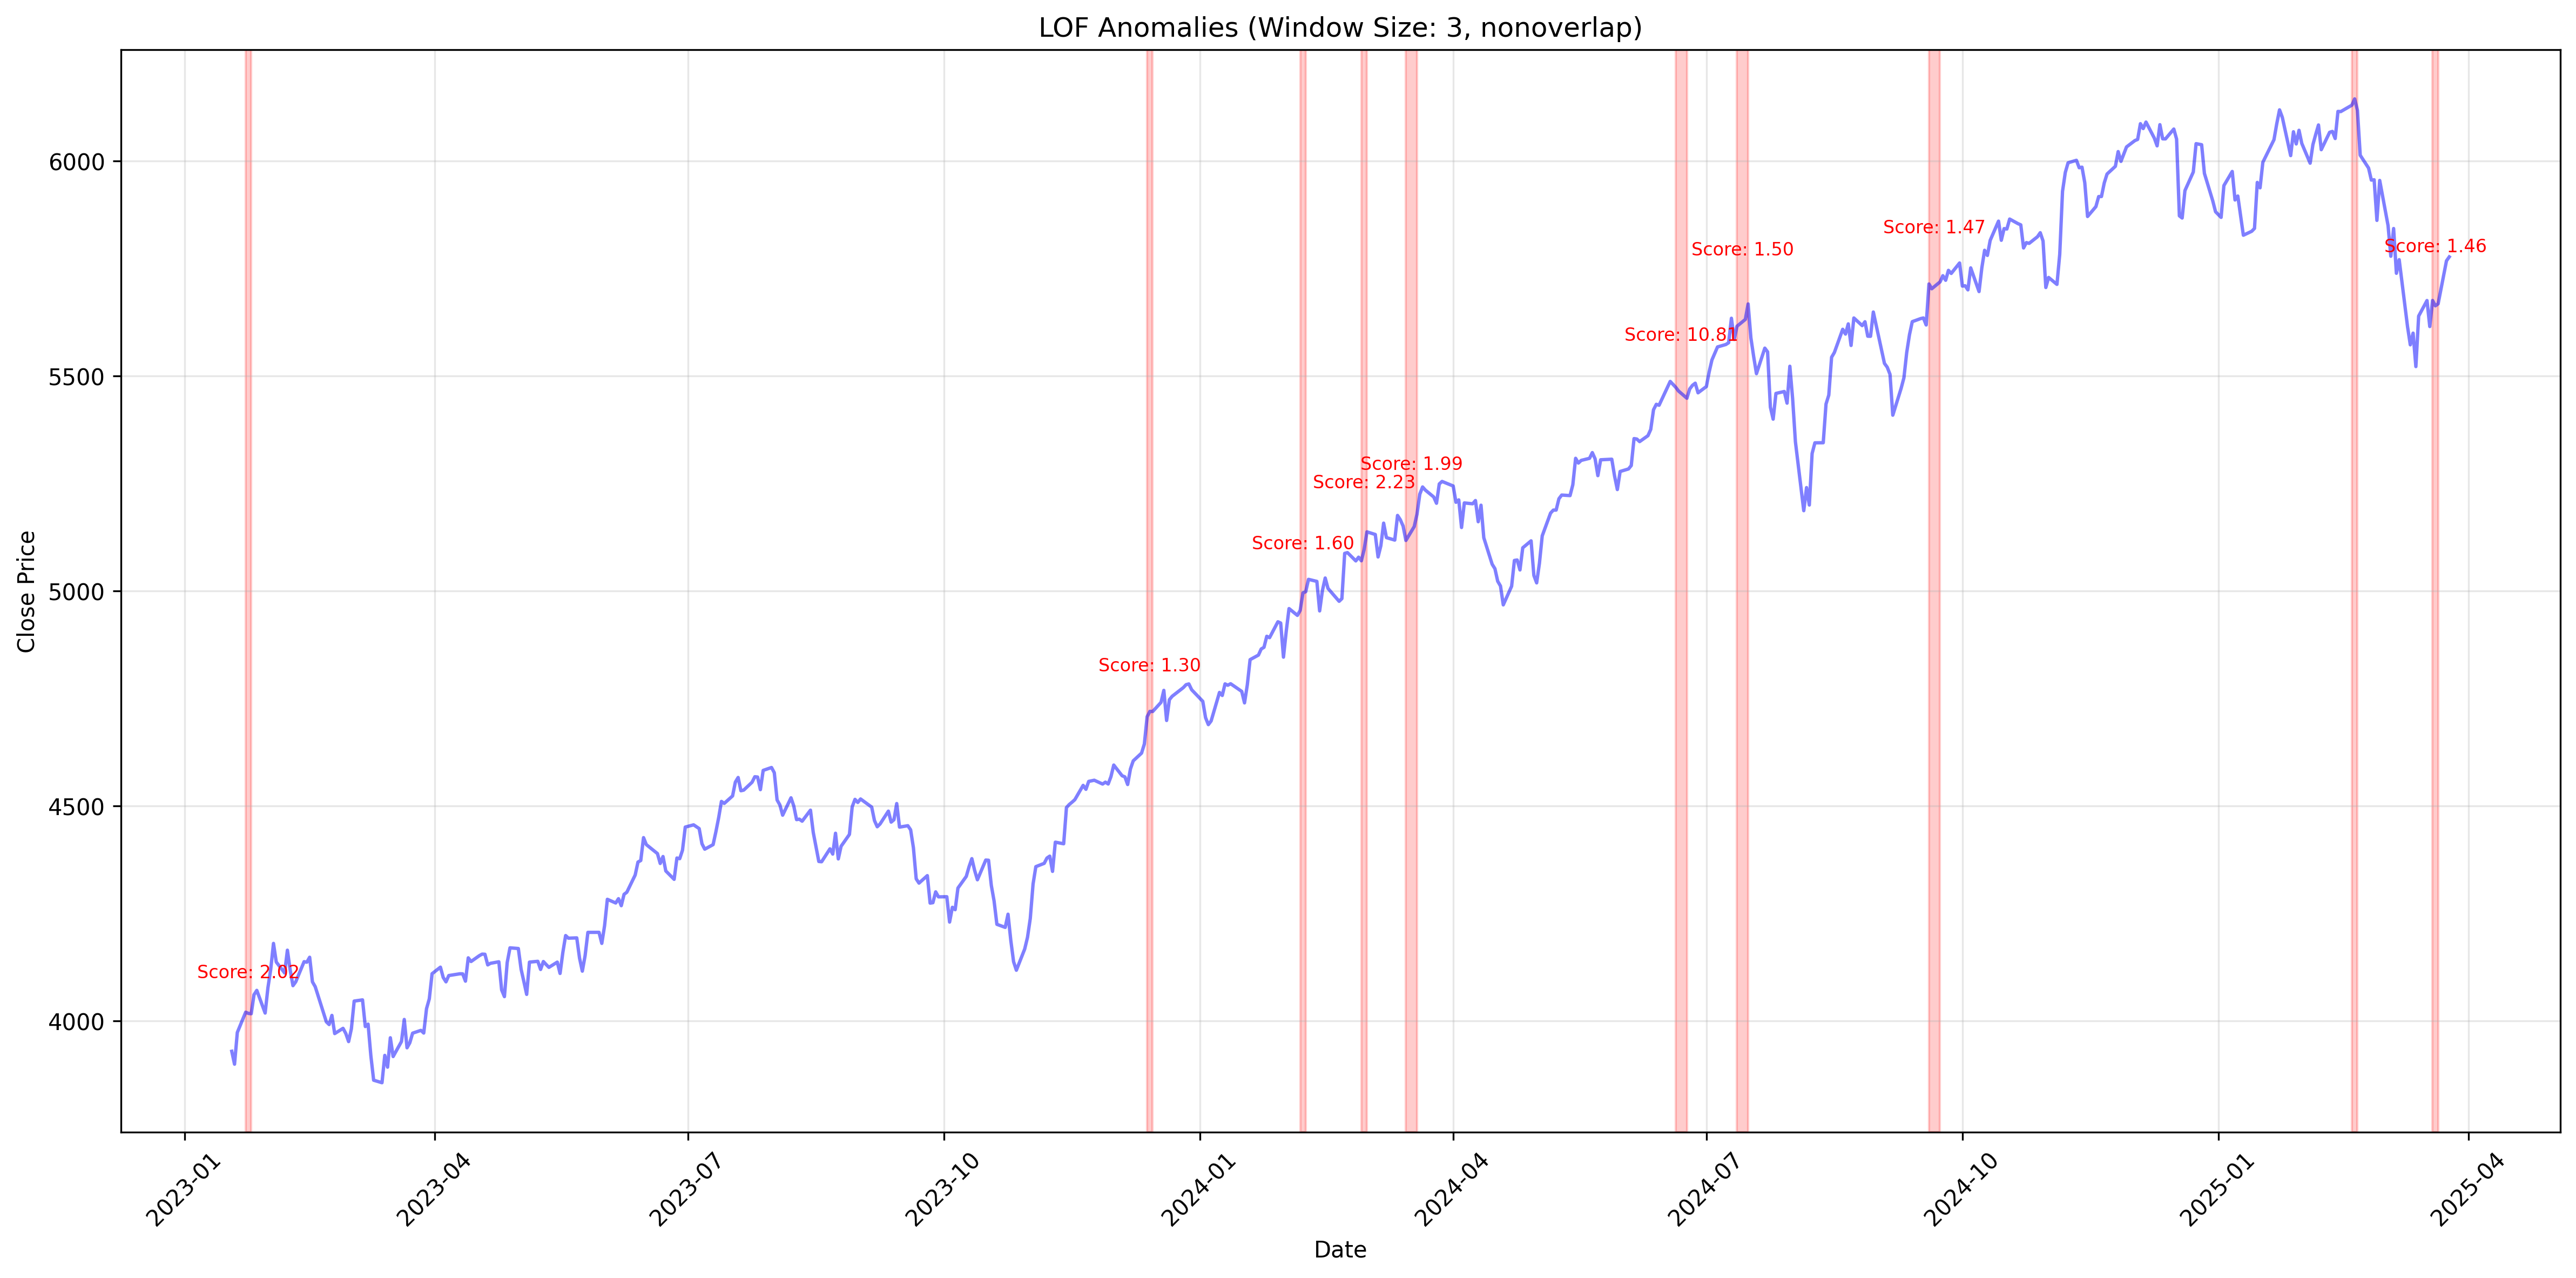 LOF Anomalies (Window Size: 3, nonoverlap)
Close Price
6000
5500
5000
4500
4000
Score: 2.02
Score: 1.30
Score: 1.60
Score: 2.23
Score: 1.99
Score: 10.81
Score: 1.50
Score: 1.47
Score: 1.46
2023-01
2023-04
2023-07
2023-10
2024-01
2024-04
2024-07
2024-10
2025-01
2025-04
Date